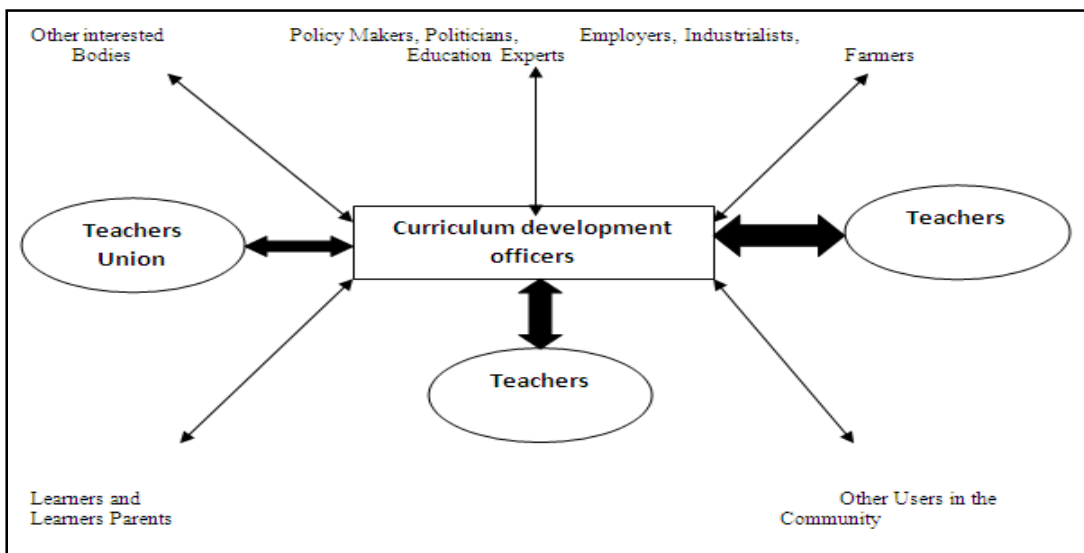 Other interested
Bodies
Policy Makers, Politicians,
Education Experts
Employers, Industrialists,
Farmers
Teachers
Union
Curriculum development
officers
Teachers
Teachers
Learners and
Learners Parents
Other Users in the
Community